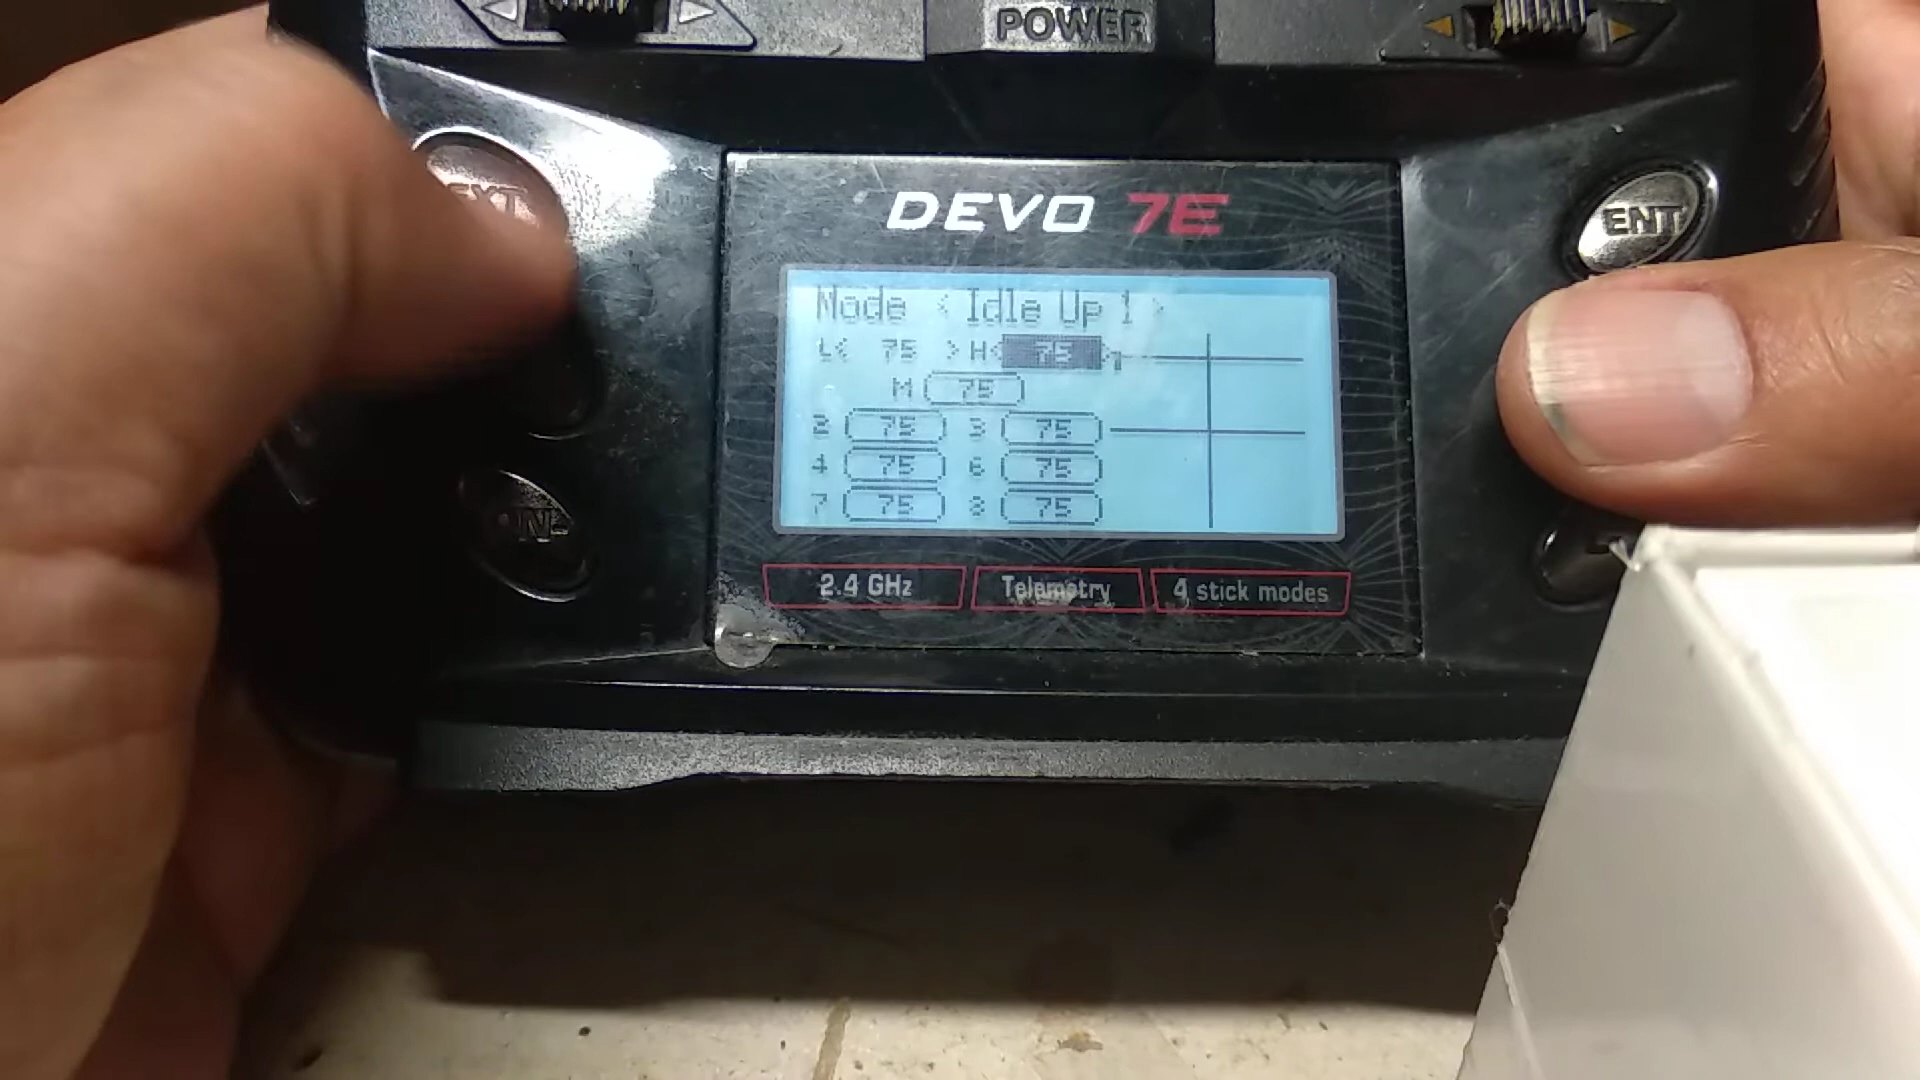 POWER
ENT
DEVO 7E
Mode < Idle Up 1 >
L< 75 > H< 75
M 75
2 75 3 75
4 75 6 75
7 75 8 75
2.4 GHz Telemetry 4 stick modes